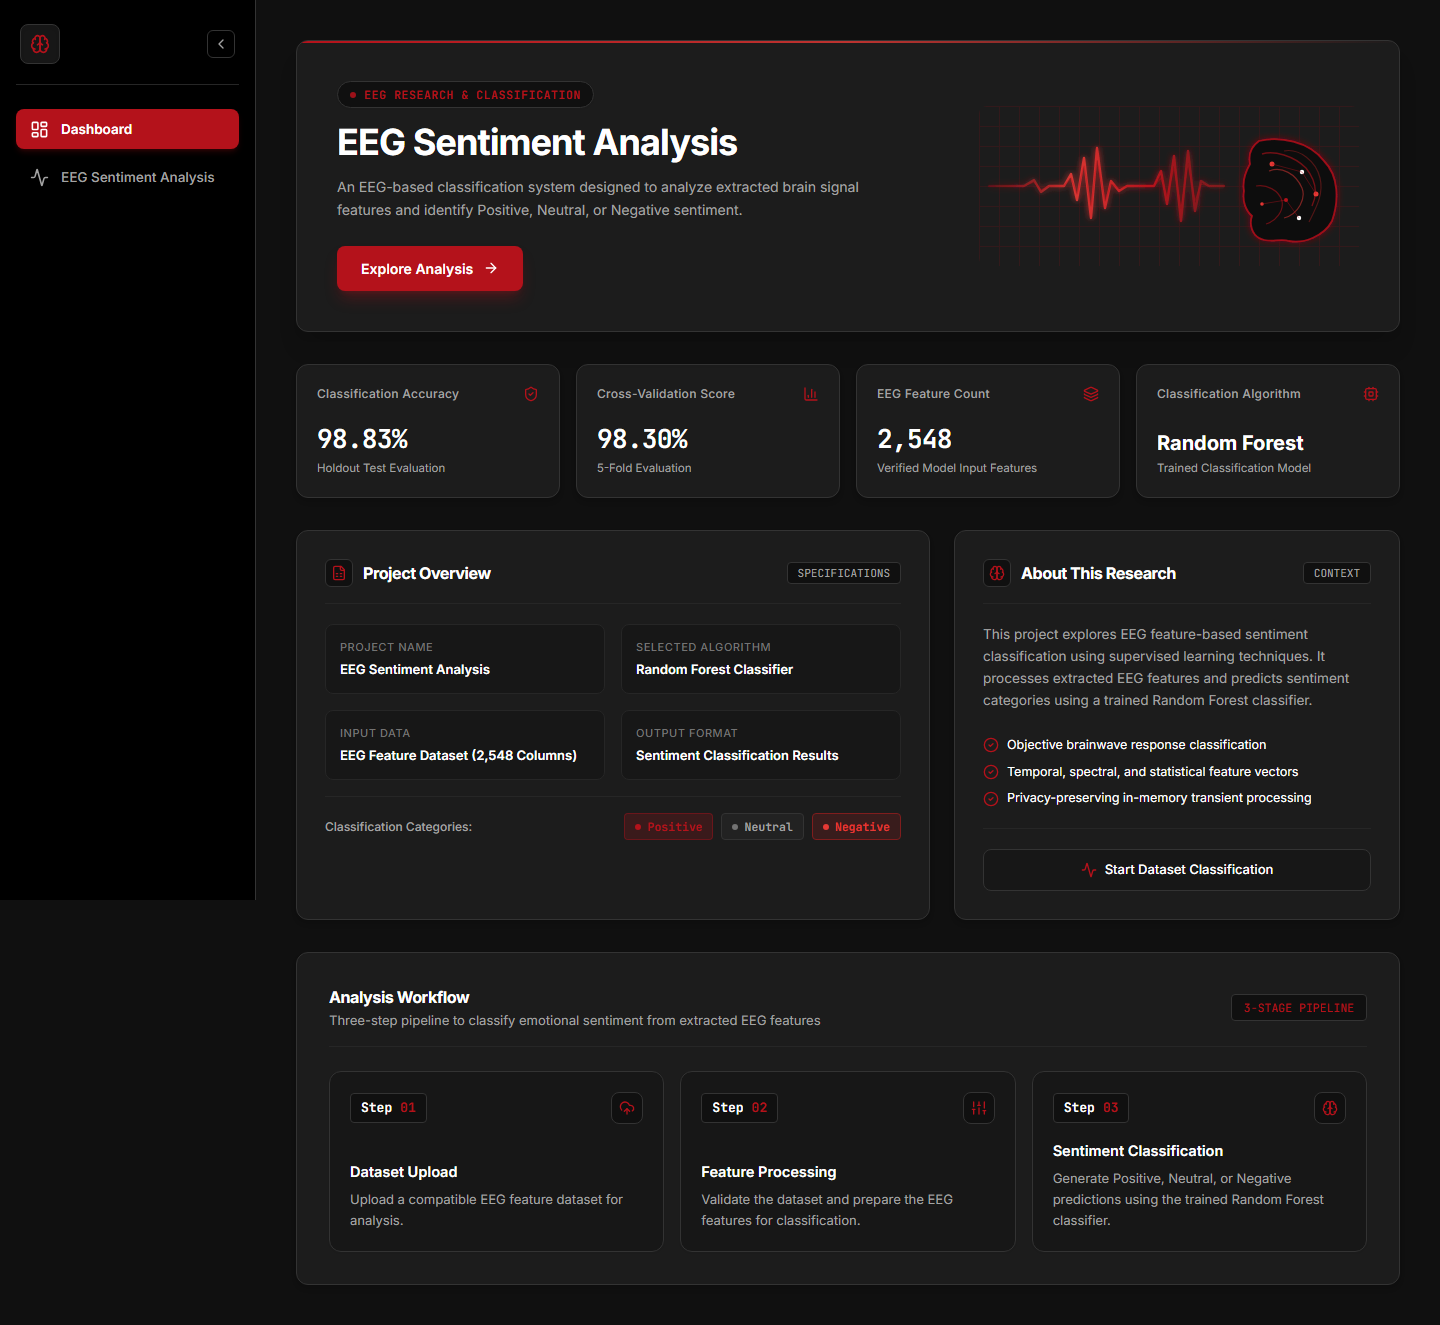 Dashboard
EEG Sentiment Analysis
EEG RESEARCH & CLASSIFICATION
EEG Sentiment Analysis
An EEG-based classification system designed to analyze extracted brain signal
features and identify Positive, Neutral, or Negative sentiment.
Explore Analysis
Classification Accuracy
98.83%
Holdout Test Evaluation
Cross-Validation Score
98.30%
5-Fold Evaluation
EEG Feature Count
2,548
Verified Model Input Features
Classification Algorithm
Random Forest
Trained Classification Model
Project Overview
SPECIFICATIONS
PROJECT NAME
EEG Sentiment Analysis
SELECTED ALGORITHM
Random Forest Classifier
INPUT DATA
EEG Feature Dataset (2,548 Columns)
OUTPUT FORMAT
Sentiment Classification Results
Classification Categories:
Positive
Neutral
Negative
About This Research
CONTEXT
This project explores EEG feature-based sentiment
classification using supervised learning techniques. It
processes extracted EEG features and predicts sentiment
categories using a trained Random Forest classifier.
Objective brainwave response classification
Temporal, spectral, and statistical feature vectors
Privacy-preserving in-memory transient processing
Start Dataset Classification
Analysis Workflow
Three-step pipeline to classify emotional sentiment from extracted EEG features
3-STAGE PIPELINE
Step 01
Dataset Upload
Upload a compatible EEG feature dataset for
analysis.
Step 02
Feature Processing
Validate the dataset and prepare the EEG
features for classification.
Step 03
Sentiment Classification
Generate Positive, Neutral, or Negative
predictions using the trained Random Forest
classifier.